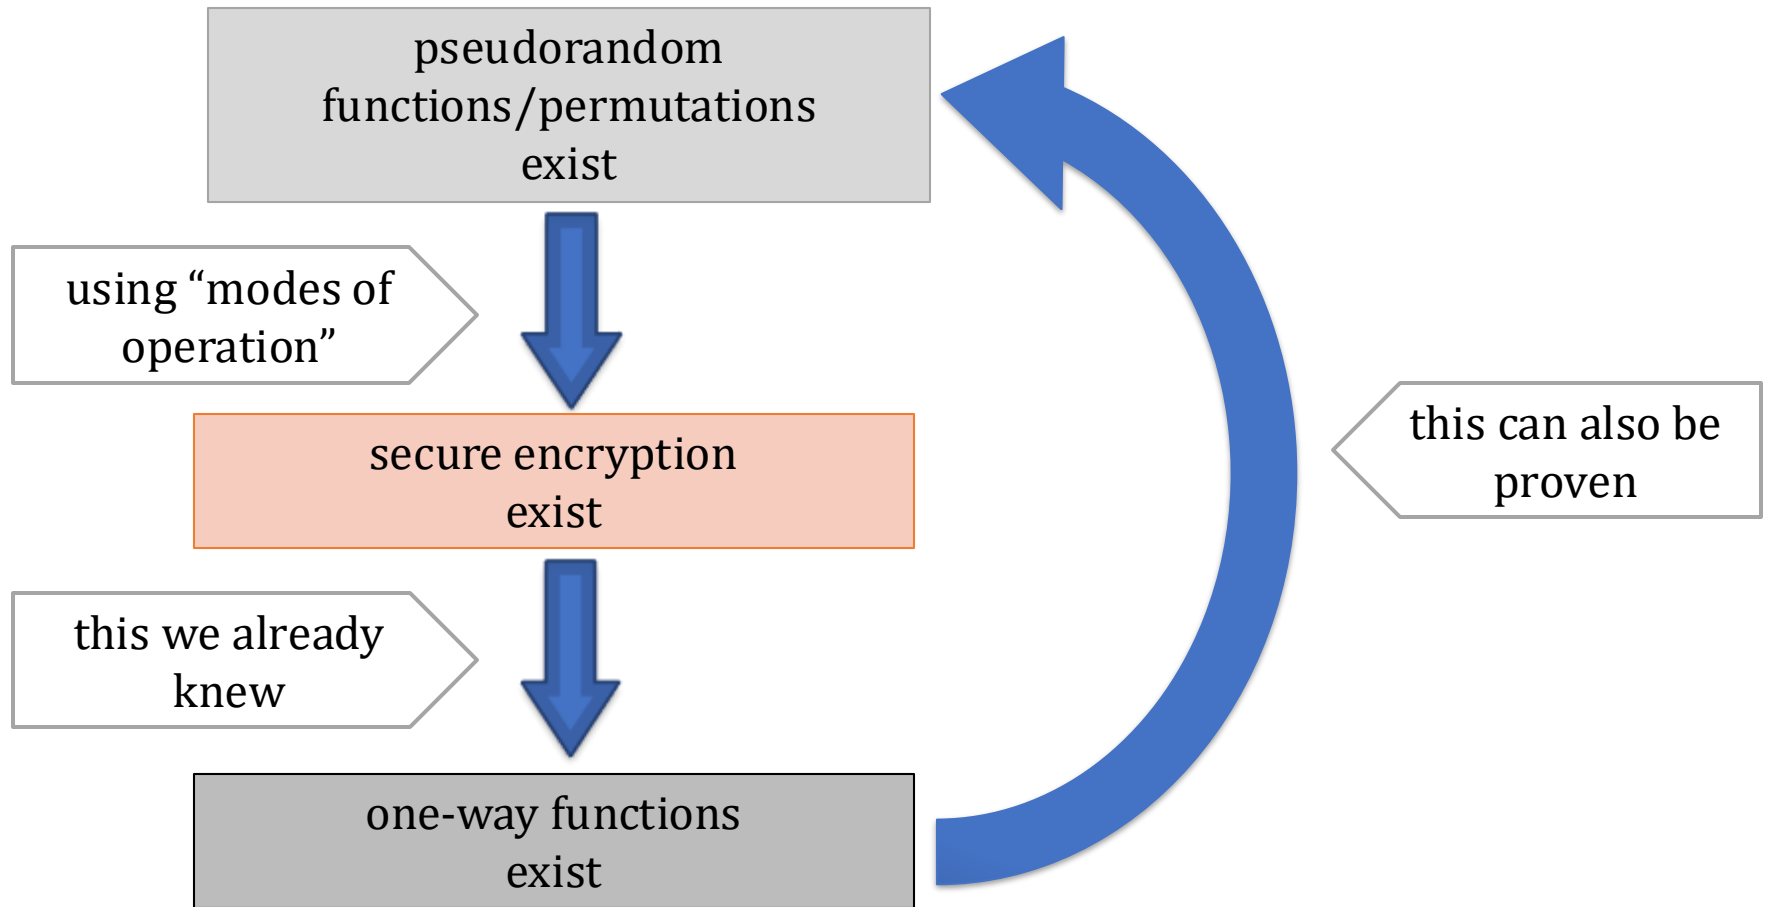 pseudorandom
functions/permutations
exist
using “modes of
operation”
secure encryption
exist
this can also be
proven
this we already
knew
one-way functions
exist